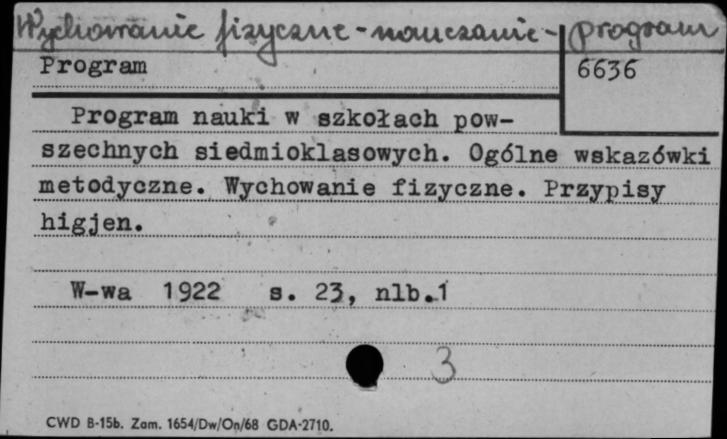 Wychowanie fizyczne - nauczanie - program
Program
6636
Program nauki w szkołach pow-
szechnych siedmioklasowych. Ogólne wskazówki
metodyczne. Wychowanie fizyczne. Przypisy
higjen.
W-wa 1922 s. 23, nlb.1
3
CWD B-15b. Zam. 1654/Dw/On/68 GDA-2710.